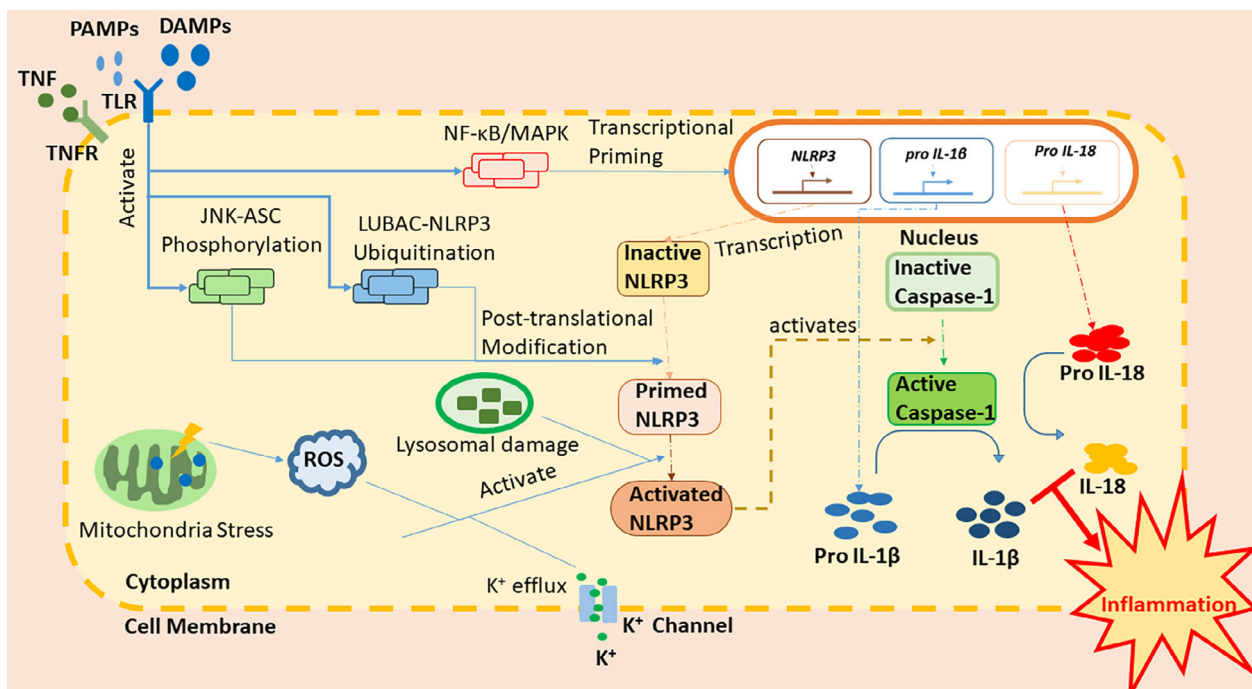 PAMPs
DAMPs
TNF
TLR
TNFR
Activate
NF-κB/MAPK
Transcriptional
Priming
NLRP3
pro IL-1β
Pro IL-18
JNK-ASC
Phosphorylation
LUBAC-NLRP3
Ubiquitination
Inactive
NLRP3
Transcription
Nucleus
Inactive
Caspase-1
Post-translational
Modification
activates
Pro IL-18
Primed
NLRP3
Active
Caspase-1
Lysosomal damage
ROS
Activate
Activated
NLRP3
IL-18
Mitochondria Stress
Pro IL-1β
IL-1β
Cytoplasm
K⁺ efflux
Inflammation
Cell Membrane
K⁺ Channel
K⁺